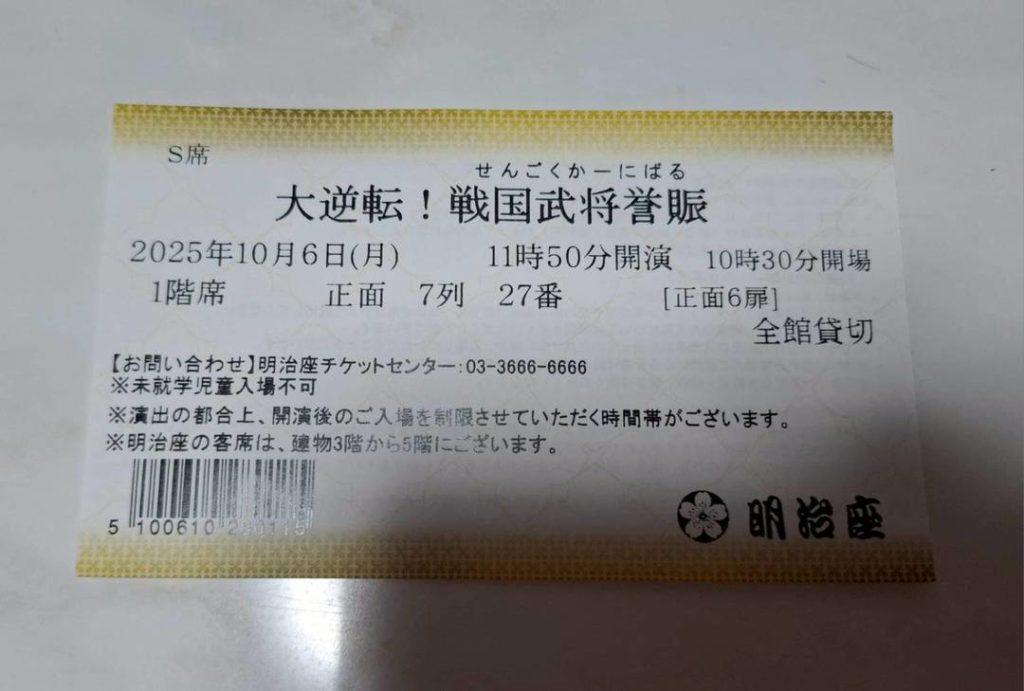 S席
せんごくかーにばる
大逆転！戦国武将誉賑
2025年10月6日(月) 11時50分開演 10時30分開場
1階席 正面 7列 27番 [正面6扉]
全館貸切
【お問い合わせ】明治座チケットセンター：03-3666-6666
※未就学児童入場不可
※演出の都合上、開演後のご入場を制限させていただく時間帯がございます。
※明治座の客席は、建物3階から5階にございます。
5 100610
明治座